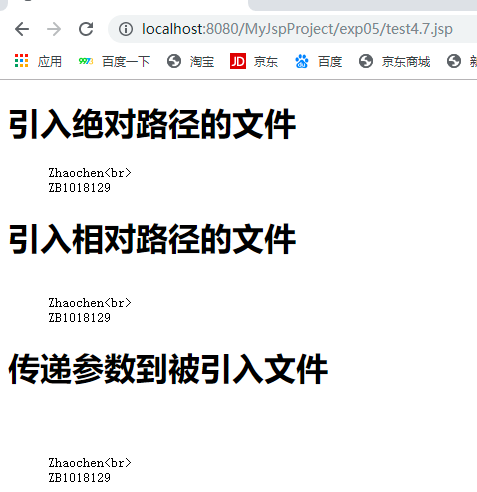 localhost:8080/MyJspProject/exp05/test4.7.jsp
应用 百度一下 淘宝 JD 京东 百度 京东商城
引入绝对路径的文件
Zhaochen<br>
ZB1018129
引入相对路径的文件
Zhaochen<br>
ZB1018129
传递参数到被引入文件
Zhaochen<br>
ZB1018129